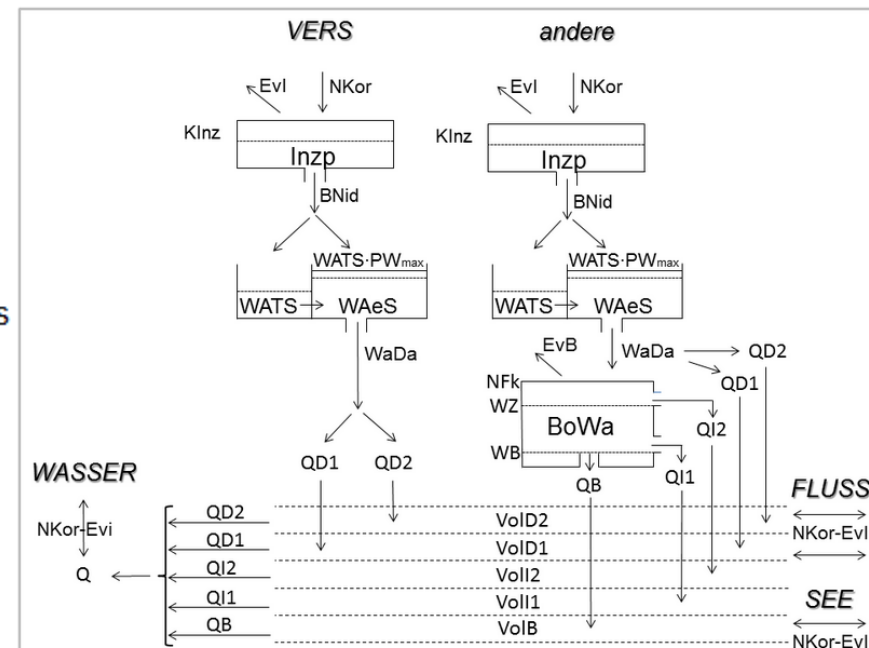 VERS
andere
EvI
NKor
EvI
NKor
KInz
KInz
Inzp
Inzp
BNid
BNid
WATS·PWmax
WATS·PWmax
WATS
WAeS
WATS
WAeS
s
WaDa
EvB
WaDa
QD2
QD1
NFk
WZ
BoWa
QI2
WB
QD1
QD2
QB
QI1
WASSER
FLUSS
NKor-Evi
QD2
VolD2
NKor-EvI
QD1
VolD1
Q
QI2
VolI2
SEE
QI1
VolI1
QB
VolB
NKor-EvI